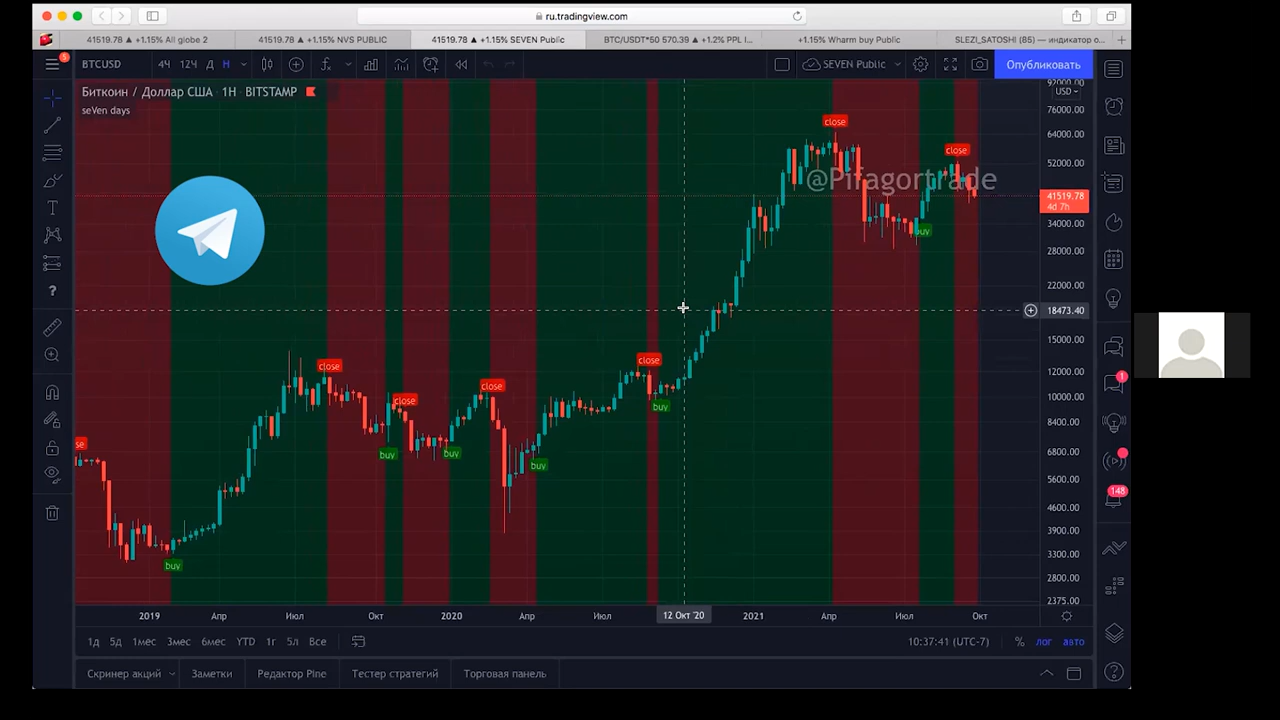 ru.tradingview.com
41519.78 ▲ +1.15% All globe 2
41519.78 ▲ +1.15% NVS PUBLIC
41519.78 ▲ +1.15% SEVEN Public
BTC/USDT*50 570.39 ▲ +1.2% PPL I...
+1.15% Wharm buy Public
SLEZI_SATOSHI (85) — индикатор о...
5
BTCUSD
4Ч 12Ч Д Н
SEVEN Public
Опубликовать
Биткоин / Доллар США · 1Н · BITSTAMP
seVen days
USD
92000.00
76000.00
64000.00
52000.00
41519.78
4d 7h
34000.00
28000.00
22000.00
18473.40
15000.00
12000.00
10000.00
8400.00
6800.00
5600.00
4600.00
3900.00
3300.00
2800.00
2375.00
close
close
@Pifagortrade
buy
close
close
close
close
buy
buy
buy
buy
se
buy
1
148
2019 Апр Июл Окт 2020 Апр Июл 12 Окт '20 2021 Апр Июл Окт
1д 5д 1мес 3мес 6мес YTD 1г 5л Все
10:37:41 (UTC-7) % лог авто
Скринер акций Заметки Редактор Pine Тестер стратегий Торговая панель